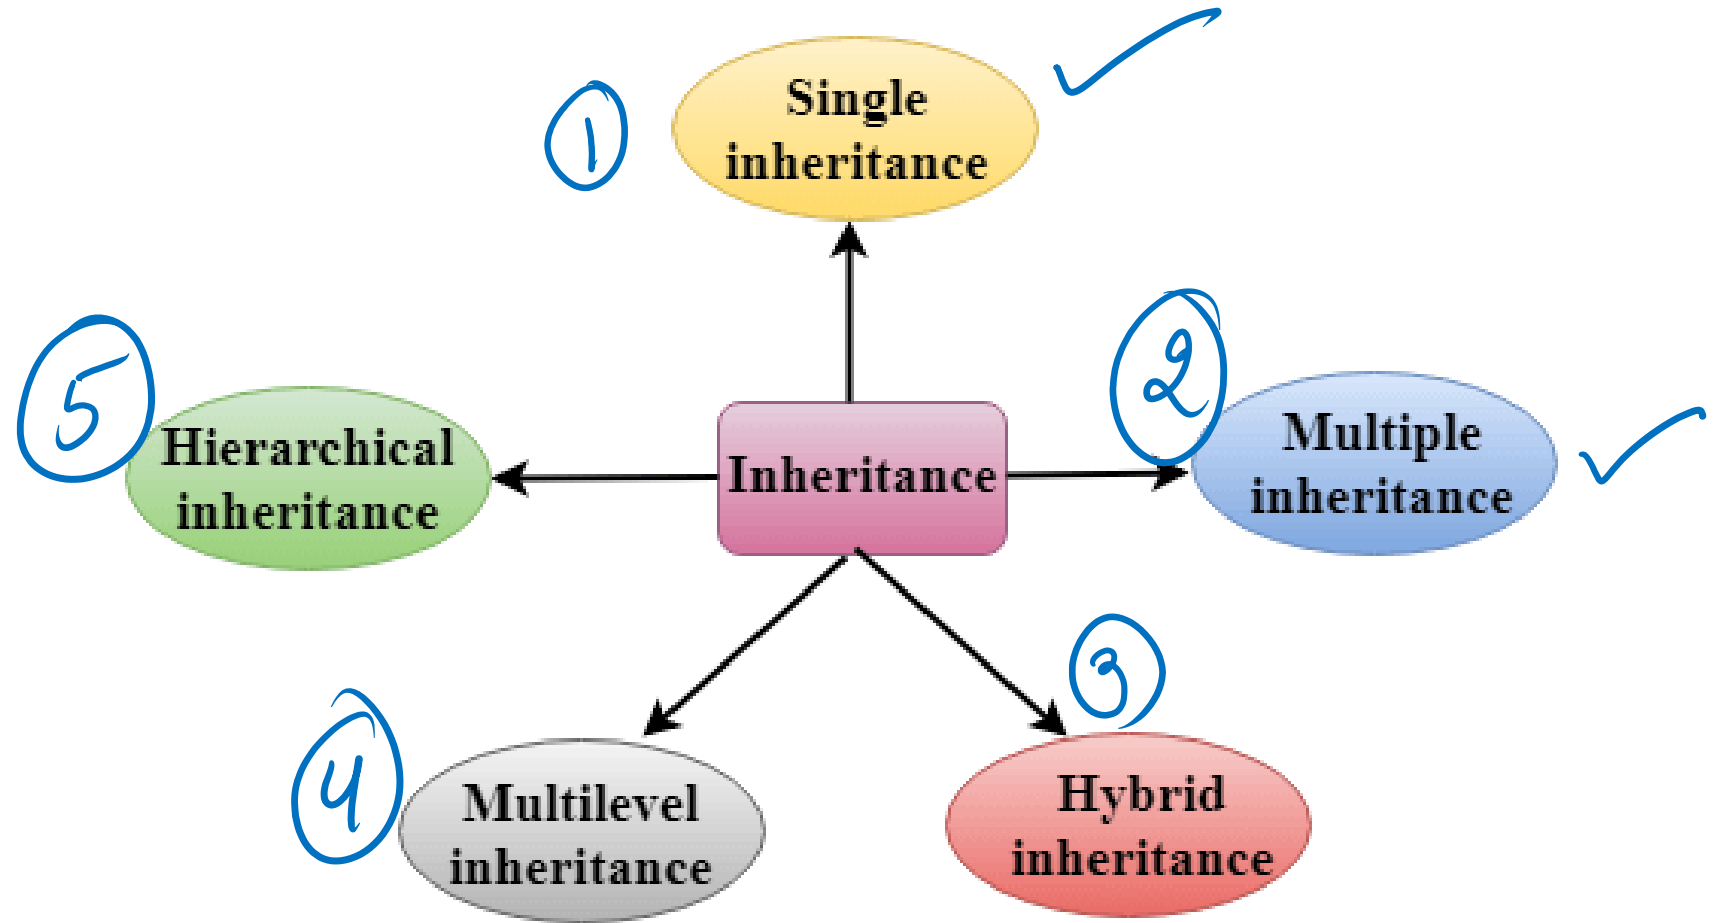 1
Single
inheritance
2
Multiple
inheritance
Inheritance
5
Hierarchical
inheritance
3
Hybrid
inheritance
4
Multilevel
inheritance